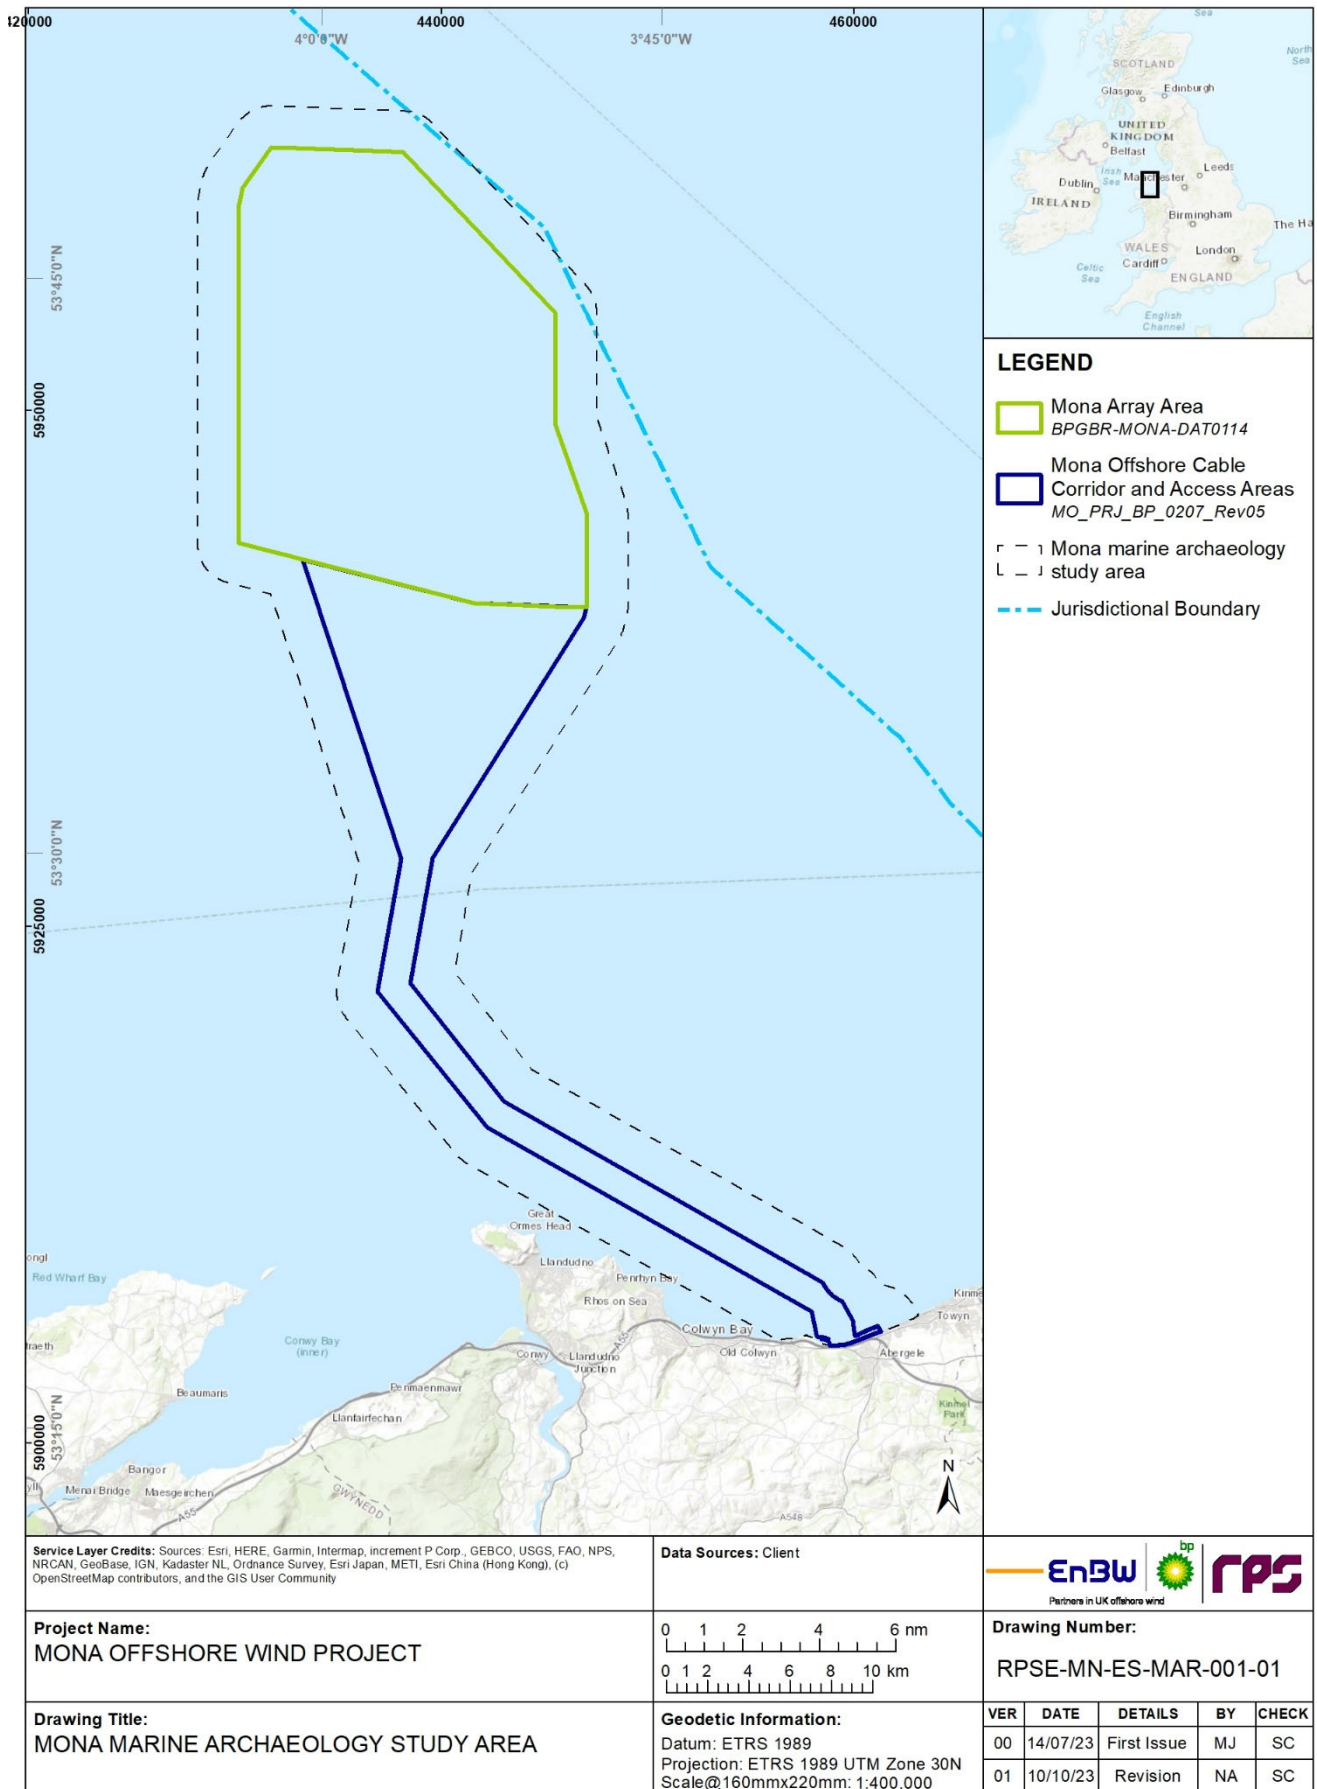 420000
440000
460000
4°0'0"W
3°45'0"W
53°45'0"N
5950000
53°30'0"N
5925000
53°15'0"N
5900000
Great
Ormes Head
Llandudno
Penrhyn Bay
Rhos on Sea
Colwyn Bay
Old Colwyn
Kinme
Towyn
Abergele
Kinmel
Park
ongl
Red Wharf Bay
Conwy Bay
(inner)
Conwy
Llandudno
Junction
A55
raeth
Beaumaris
Penmaenmawr
Llanfairfechan
Bangor
Menai Bridge
Maesgeirchen
yll
A55
GWYNEDD
A548
N
Sea
North
Sea
SCOTLAND
Glasgow
Edinburgh
UNITED
KINGDOM
Belfast
Irish
Sea
Manchester
Leeds
Dublin
IRELAND
Birmingham
The Ha
WALES
London
Cardiff
Celtic
Sea
ENGLAND
English
Channel
LEGEND
Mona Array Area
BPGBR-MONA-DAT0114
Mona Offshore Cable
Corridor and Access Areas
MO_PRJ_BP_0207_Rev05
Mona marine archaeology
study area
Jurisdictional Boundary
Service Layer Credits: Sources: Esri, HERE, Garmin, Intermap, increment P Corp., GEBCO, USGS, FAO, NPS,
NRCAN, GeoBase, IGN, Kadaster NL, Ordnance Survey, Esri Japan, METI, Esri China (Hong Kong), (c)
OpenStreetMap contributors, and the GIS User Community
Data Sources: Client
EnBW
bp
rps
Partners in UK offshore wind
Project Name:
MONA OFFSHORE WIND PROJECT
0 1 2 4 6 nm
0 1 2 4 6 8 10 km
Drawing Number:
RPSE-MN-ES-MAR-001-01
Drawing Title:
MONA MARINE ARCHAEOLOGY STUDY AREA
Geodetic Information:
Datum: ETRS 1989
Projection: ETRS 1989 UTM Zone 30N
Scale@160mmx220mm: 1:400,000
VER DATE DETAILS BY CHECK
00 14/07/23 First Issue MJ SC
01 10/10/23 Revision NA SC